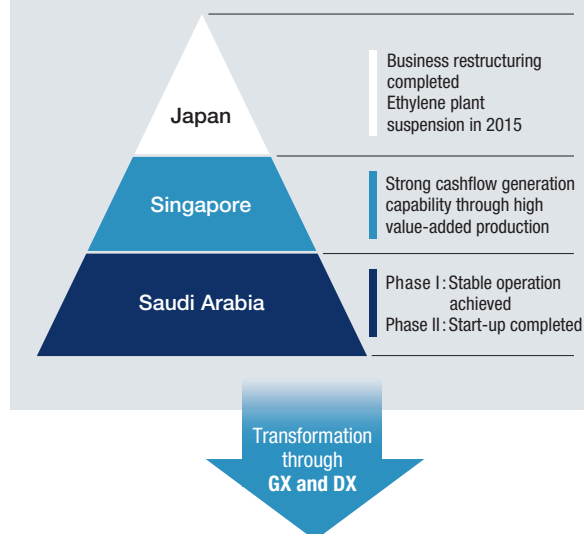 Japan
Business restructuring
completed
Ethylene plant
suspension in 2015
Singapore
Strong cashflow generation
capability through high
value-added production
Saudi Arabia
Phase I : Stable operation
achieved
Phase II : Start-up completed
Transformation
through
GX and DX